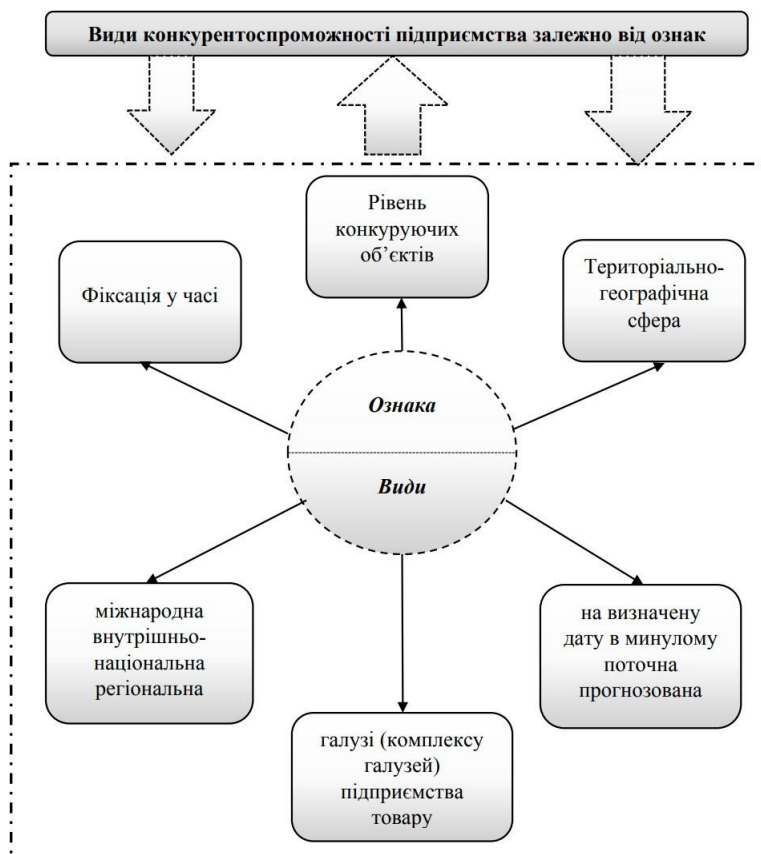 Види конкурентоспроможності підприємства залежно від ознак
Рівень
конкуруючих
об’єктів
Фіксація у часі
Територіально-
географічна
сфера
Ознака
Види
міжнародна
внутрішньо-
національна
регіональна
на визначену
дату в минулому
поточна
прогнозована
галузі (комплексу
галузей)
підприємства
товару